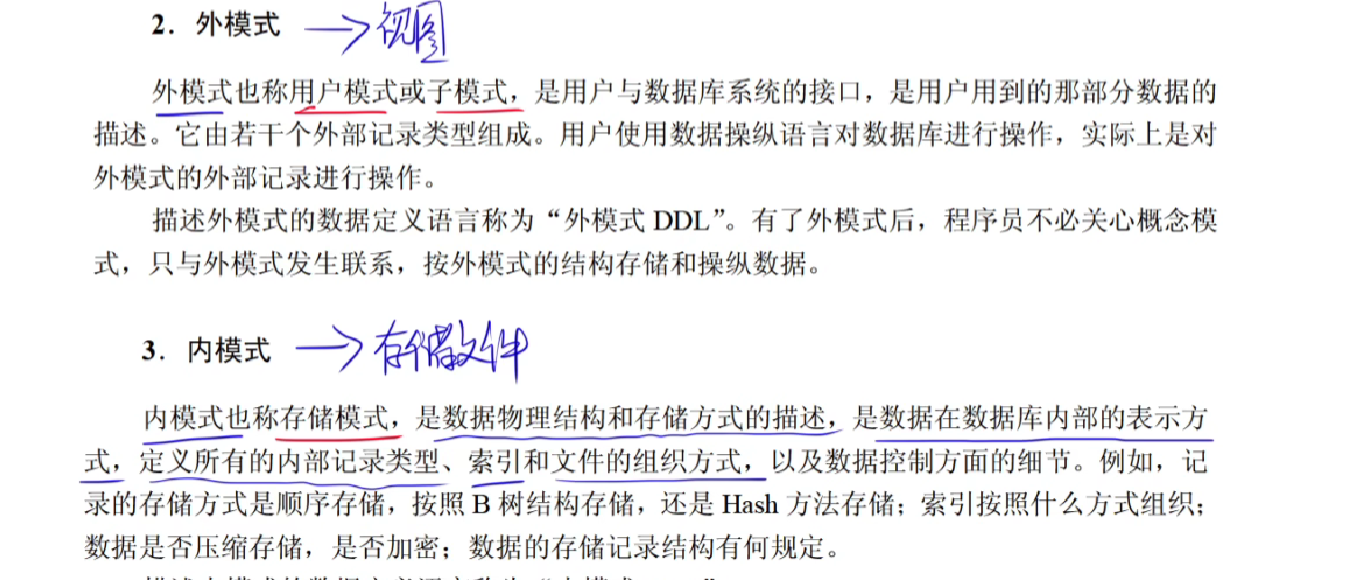 2. 外模式 →视图
外模式也称用户模式或子模式，是用户与数据库系统的接口，是用户用到的那部分数据的
描述。它由若干个外部记录类型组成。用户使用数据操纵语言对数据库进行操作，实际上是对
外模式的外部记录进行操作。
描述外模式的数据定义语言称为“外模式 DDL”。有了外模式后，程序员不必关心概念模
式，只与外模式发生联系，按外模式的结构存储和操纵数据。
3. 内模式 →存储文件
内模式也称存储模式，是数据物理结构和存储方式的描述，是数据在数据库内部的表示方
式，定义所有的内部记录类型、索引和文件的组织方式，以及数据控制方面的细节。例如，记
录的存储方式是顺序存储，按照 B 树结构存储，还是 Hash 方法存储；索引按照什么方式组织；
数据是否压缩存储，是否加密；数据的存储记录结构有何规定。